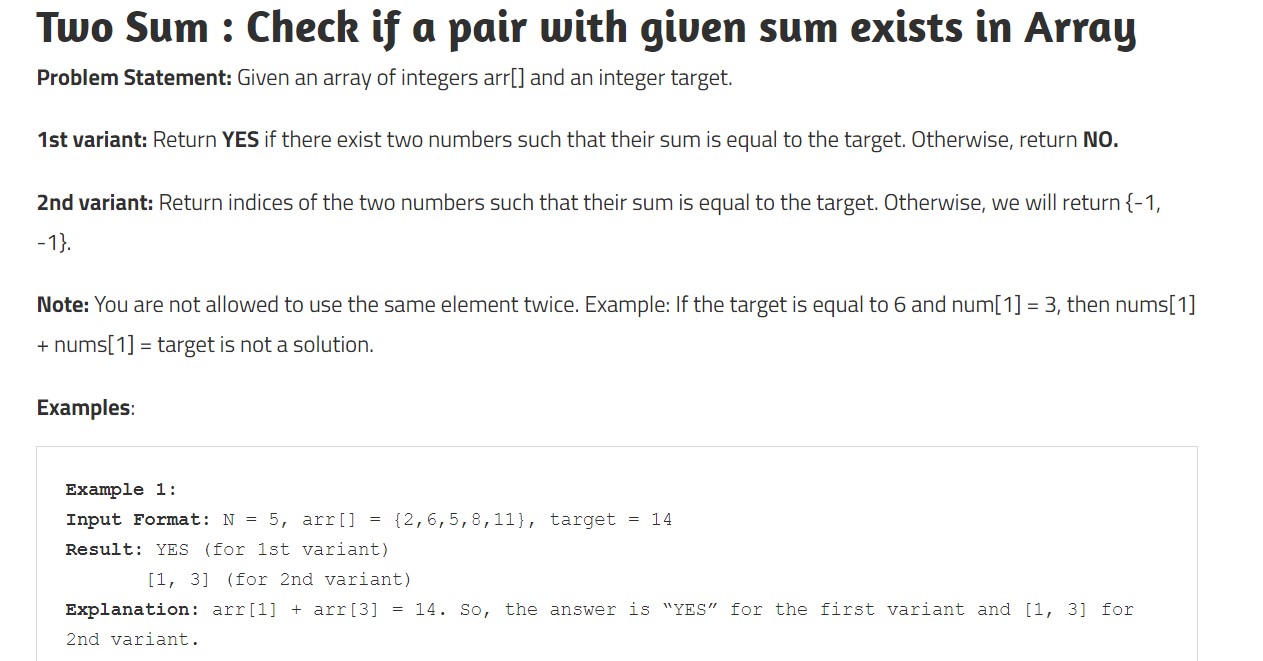 Two Sum : Check if a pair with given sum exists in Array
Problem Statement: Given an array of integers arr[] and an integer target.
1st variant: Return YES if there exist two numbers such that their sum is equal to the target. Otherwise, return NO.
2nd variant: Return indices of the two numbers such that their sum is equal to the target. Otherwise, we will return {-1,
-1}.
Note: You are not allowed to use the same element twice. Example: If the target is equal to 6 and num[1] = 3, then nums[1]
+ nums[1] = target is not a solution.
Examples:
Example 1:
Input Format: N = 5, arr[] = {2,6,5,8,11}, target = 14
Result: YES (for 1st variant)
[1, 3] (for 2nd variant)
Explanation: arr[1] + arr[3] = 14. So, the answer is “YES” for the first variant and [1, 3] for
2nd variant.